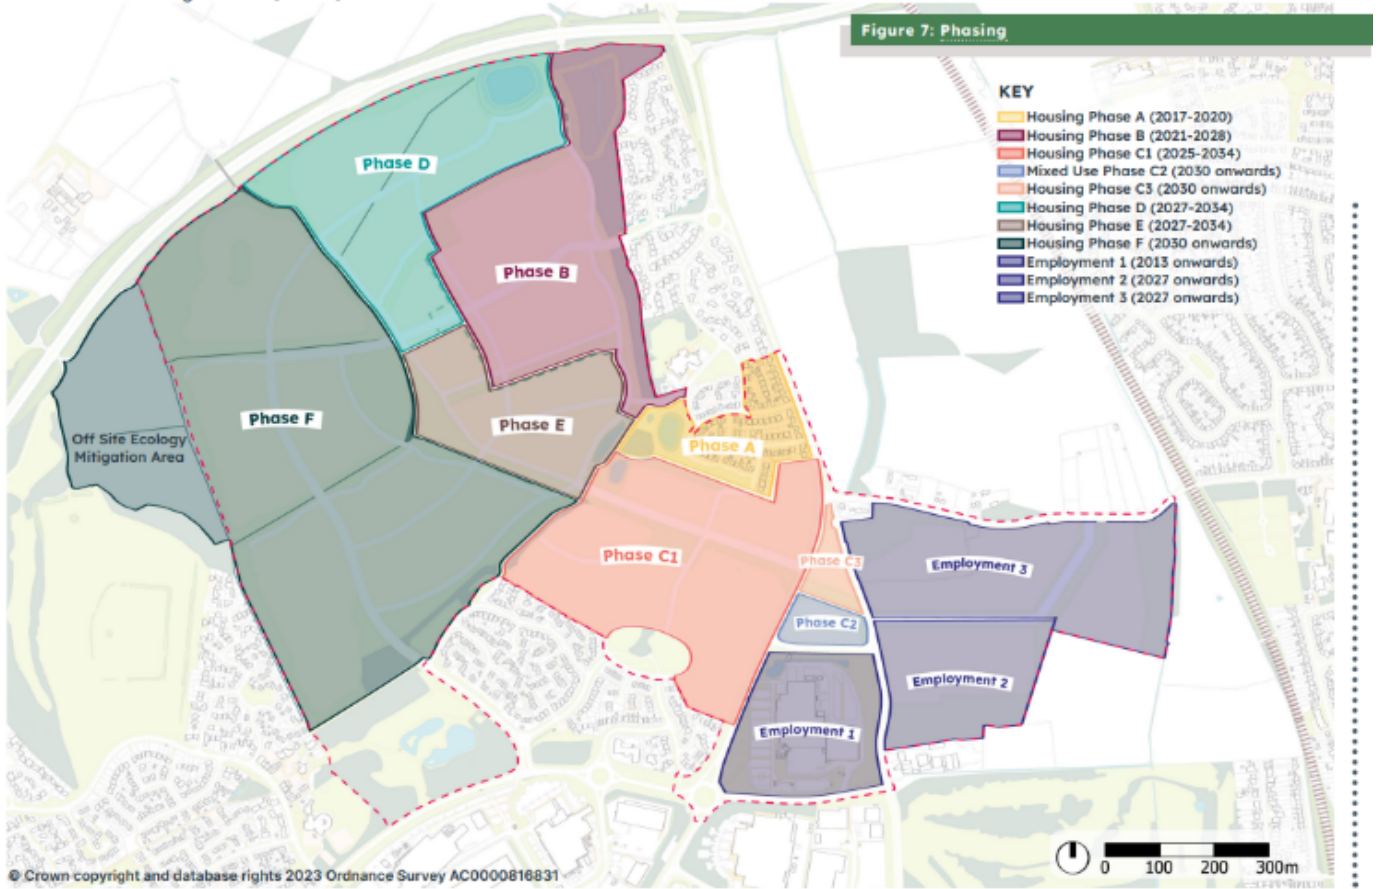 Figure 7: Phasing
KEY
Housing Phase A (2017-2020)
Housing Phase B (2021-2028)
Housing Phase C1 (2025-2034)
Mixed Use Phase C2 (2030 onwards)
Housing Phase C3 (2030 onwards)
Housing Phase D (2027-2034)
Housing Phase E (2027-2034)
Housing Phase F (2030 onwards)
Employment 1 (2013 onwards)
Employment 2 (2027 onwards)
Employment 3 (2027 onwards)
Phase D
Phase B
Phase F
Phase E
Off Site Ecology
Mitigation Area
Phase A
Phase C1
Phase C3
Employment 3
Phase C2
Employment 2
Employment 1
0 100 200 300m
© Crown copyright and database rights 2023 Ordnance Survey AC0000816831